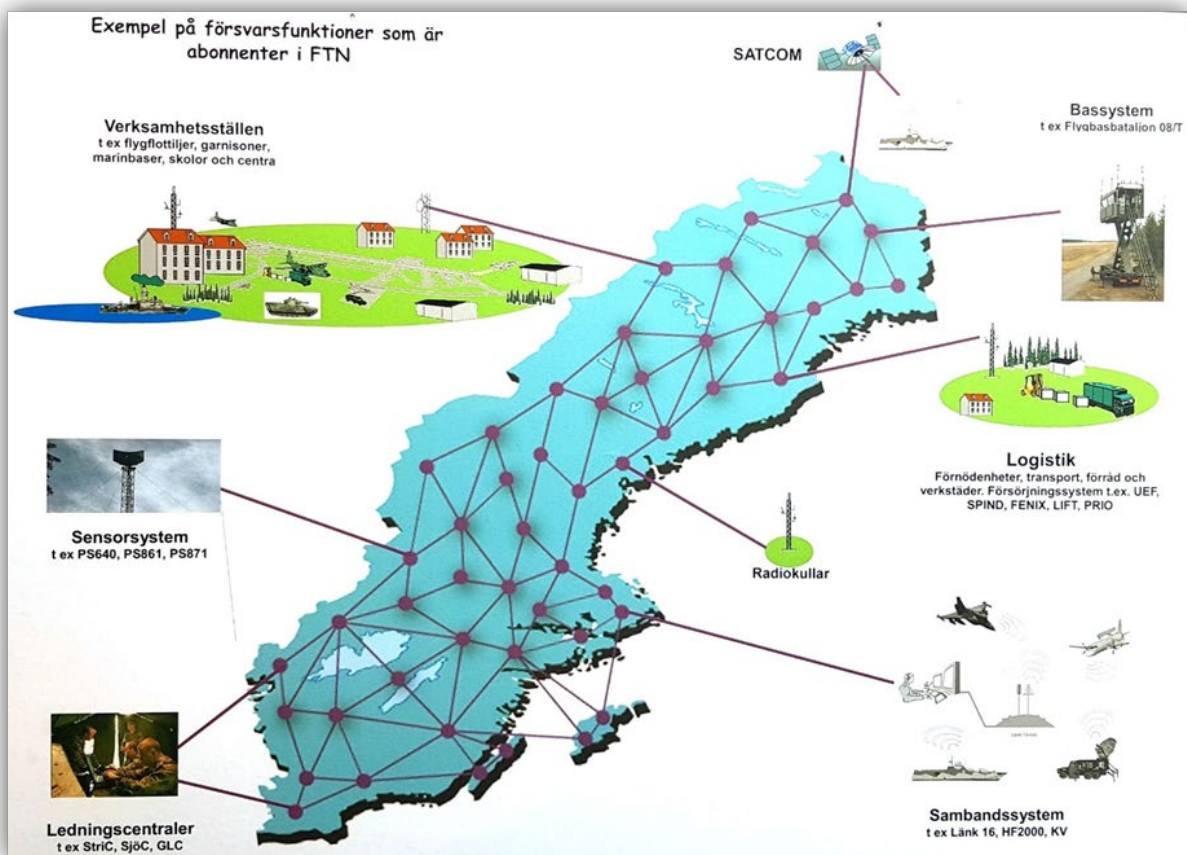 Exempel på försvarsfunktioner som är
abonnenter i FTN
SATCOM
Bassystem
t ex Flygbasbataljon 08/T
Verksamhetsställen
t ex flygflottiljer, garnisoner,
marinbaser, skolor och centra
Logistik
Förnödenheter, transport, förråd och
verkstäder. Försörjningssystem t.ex. UEF,
SPIND, FENIX, LIFT, PRIO
Sensorsystem
t ex PS640, PS861, PS871
Radiokullar
Ledningscentraler
t ex StriC, SjöC, GLC
Sambandssystem
t ex Länk 16, HF2000, KV